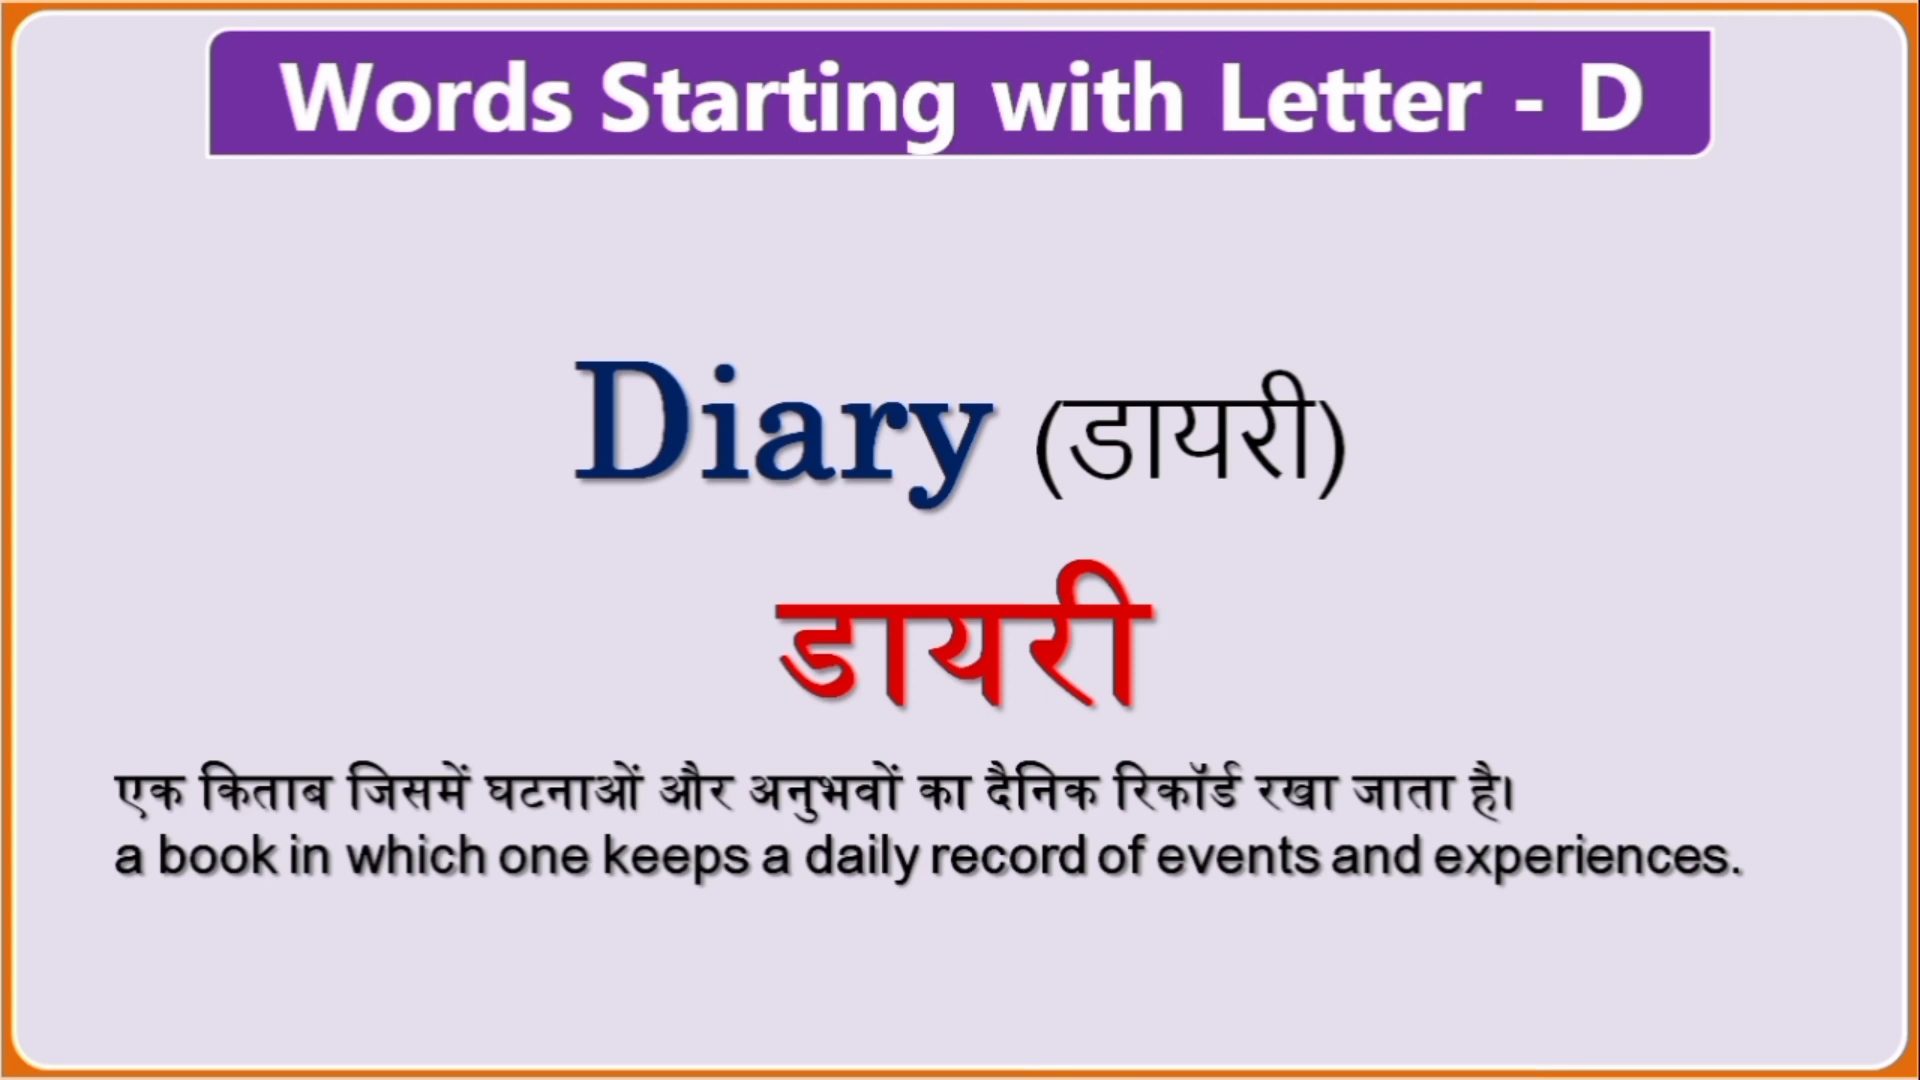 Words Starting with Letter - D
Diary (डायरी)
डायरी
एक किताब जिसमें घटनाओं और अनुभवों का दैनिक रिकॉर्ड रखा जाता है।
a book in which one keeps a daily record of events and experiences.